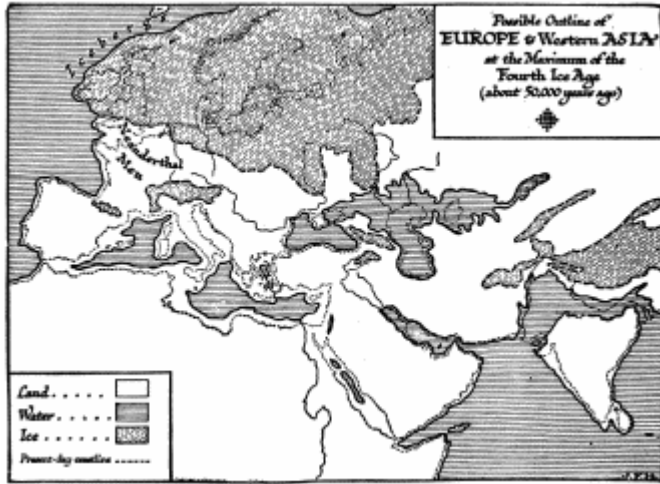 Possible Outline of
EUROPE & Western ASIA
at the Maximum of the
Fourth Ice Age
(about 50,000 years ago)
Icebergs
Neanderthal
Men
Land . . . . .
Water . . . . .
Ice . . . . . .
Present-day coastline